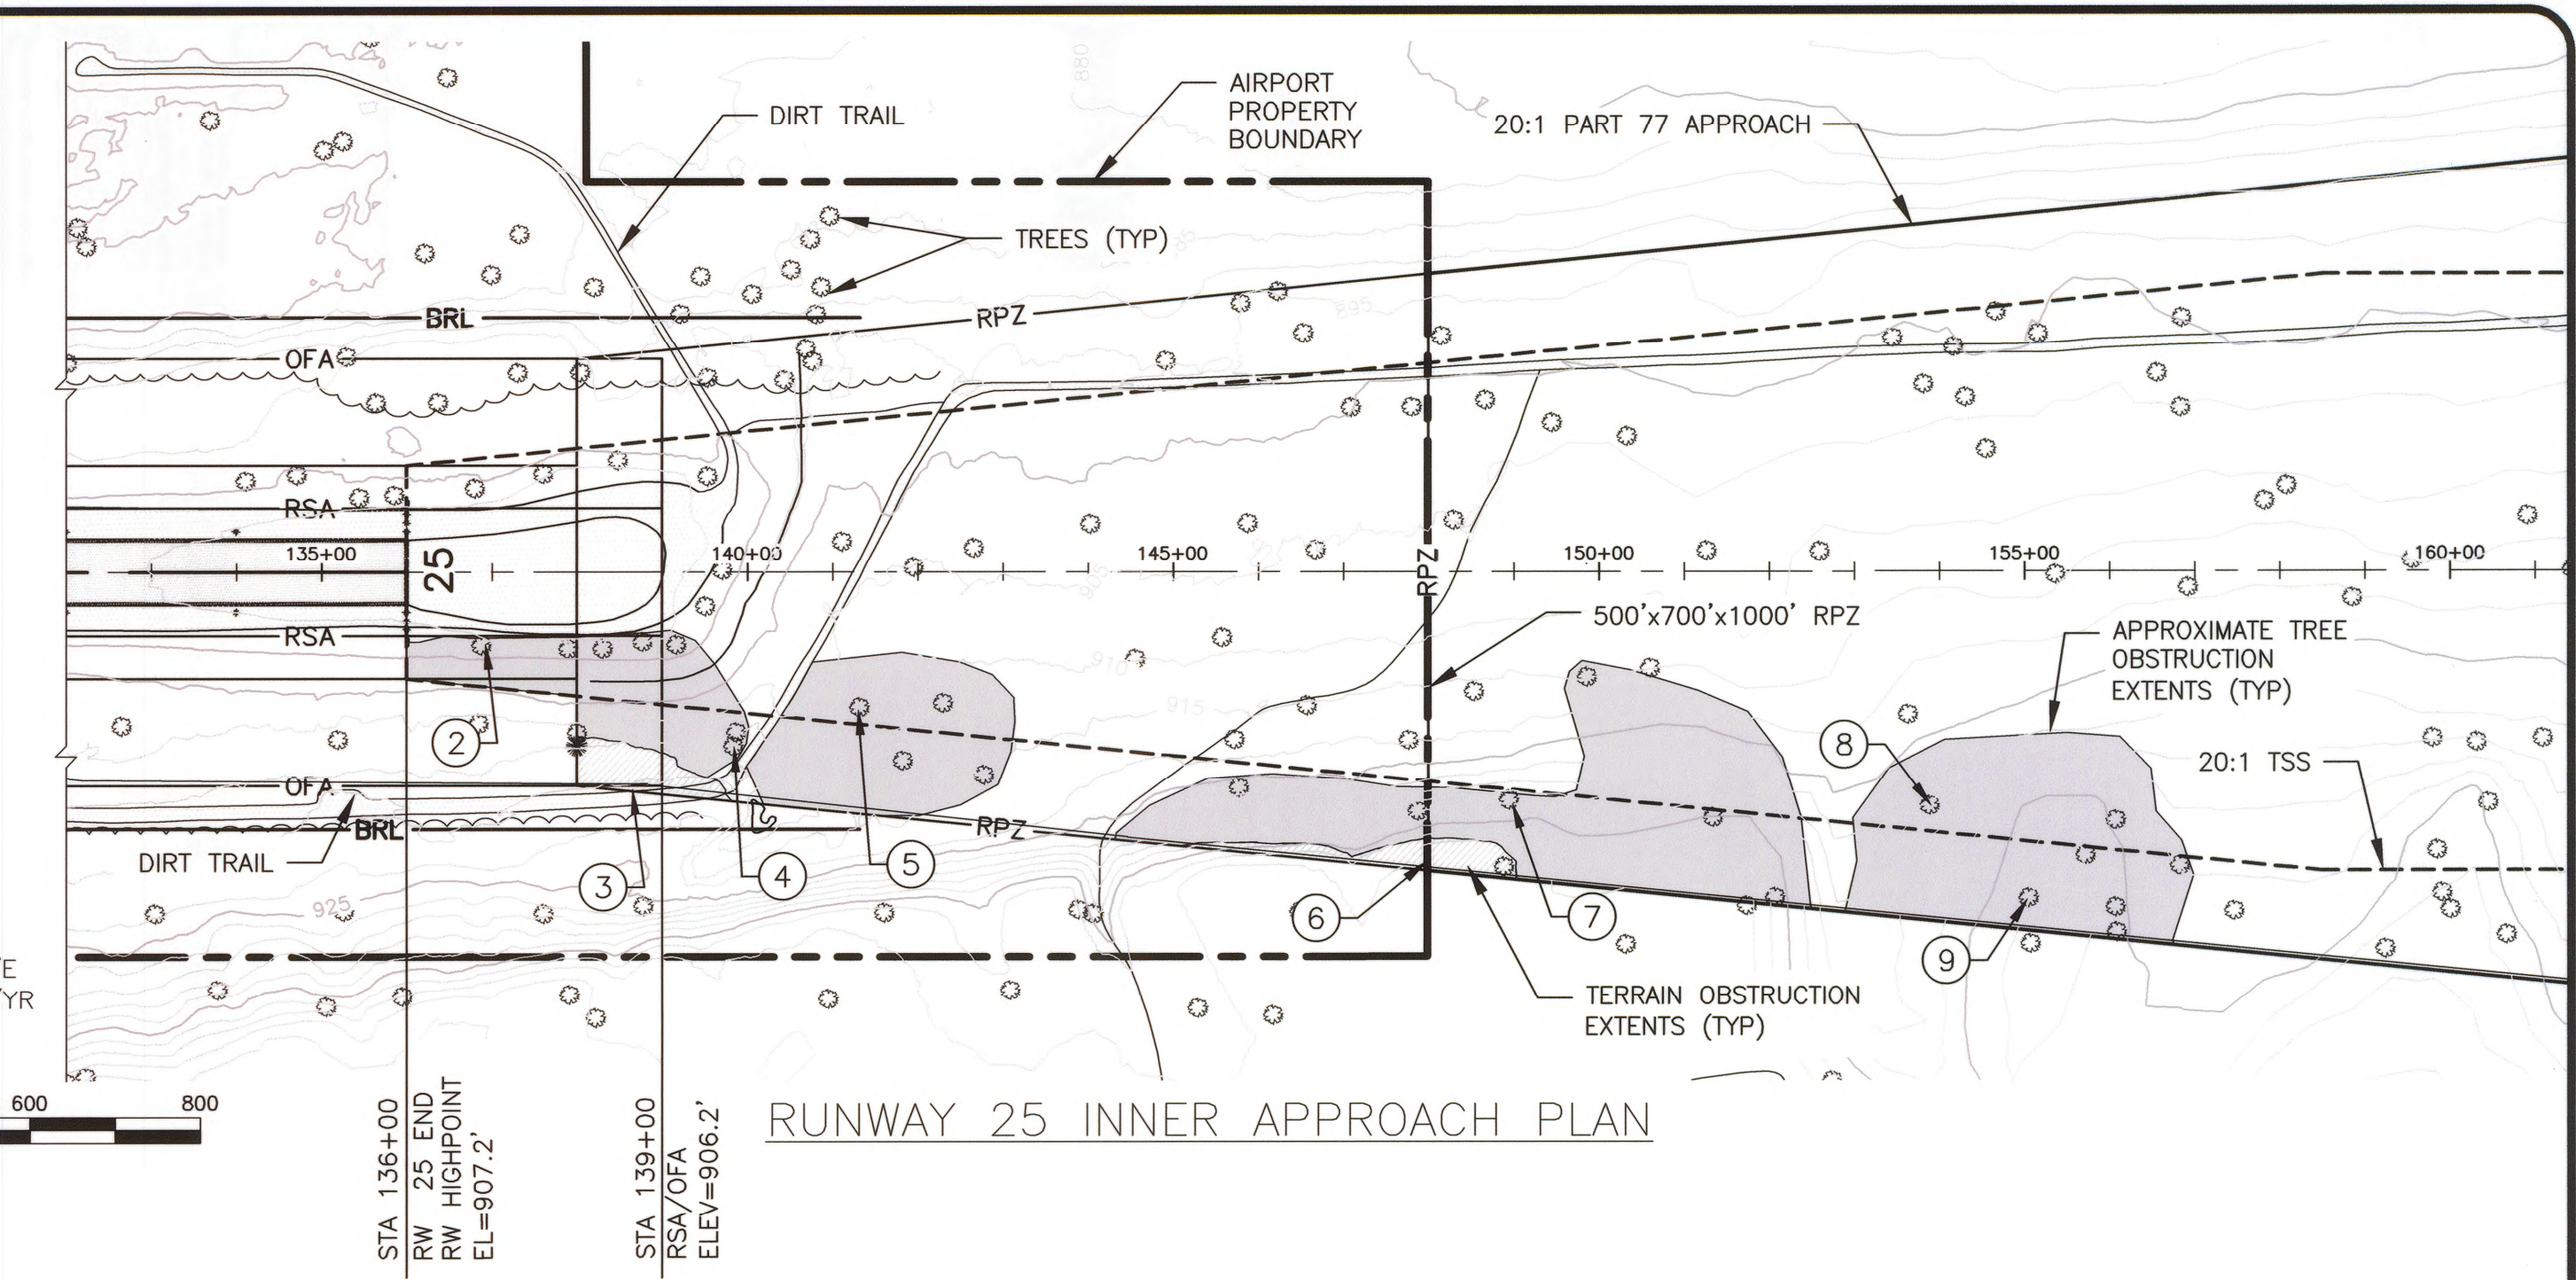 880
AIRPORT
PROPERTY
BOUNDARY
DIRT TRAIL
20:1 PART 77 APPROACH
TREES (TYP)
BRL
RPZ
895
OFA
RSA
25
135+00
140+00
145+00
150+00
155+00
160+00
RPZ
905
500'x700'x1000' RPZ
RSA
910
915
APPROXIMATE TREE
OBSTRUCTION
EXTENTS (TYP)
2
8
20:1 TSS
OFA
BRL
RPZ
DIRT TRAIL
3
4
5
6
7
9
925
E
YR
TERRAIN OBSTRUCTION
EXTENTS (TYP)
600
800
STA 136+00
RW 25 END
RW HIGHPOINT
EL=907.2'
STA 139+00
RSA/OFA
ELEV=906.2'
RUNWAY 25 INNER APPROACH PLAN